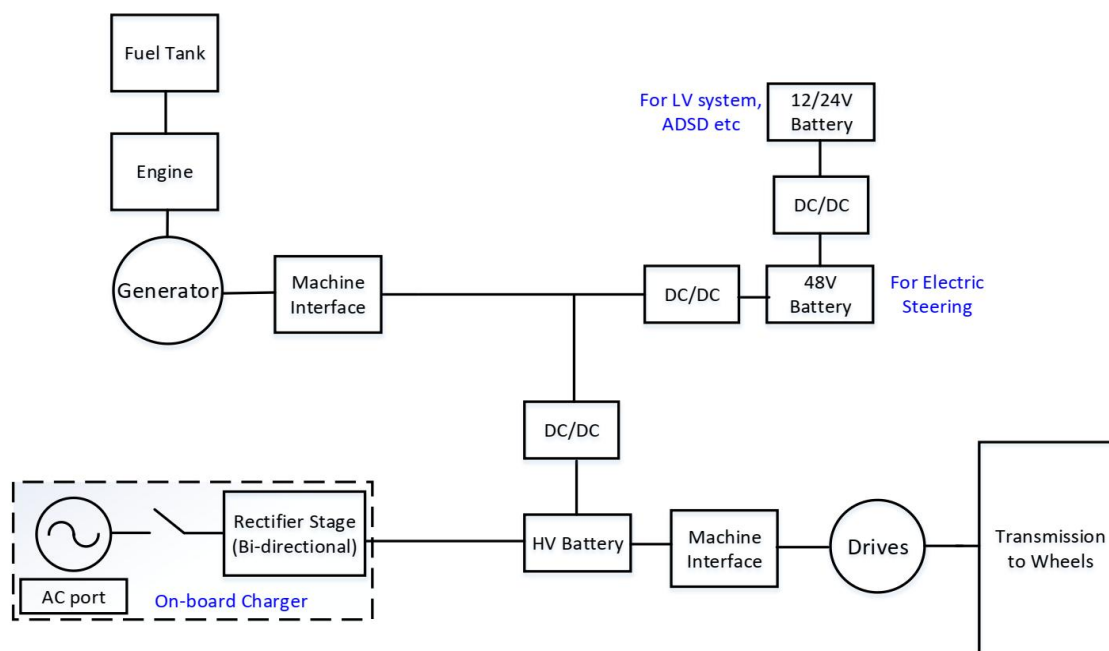 Fuel Tank
Engine
Generator
Machine
Interface
For LV system,
ADSD etc
12/24V
Battery
DC/DC
DC/DC
48V
Battery
For Electric
Steering
DC/DC
AC port
Rectifier Stage
(Bi-directional)
On-board Charger
HV Battery
Machine
Interface
Drives
Transmission
to Wheels